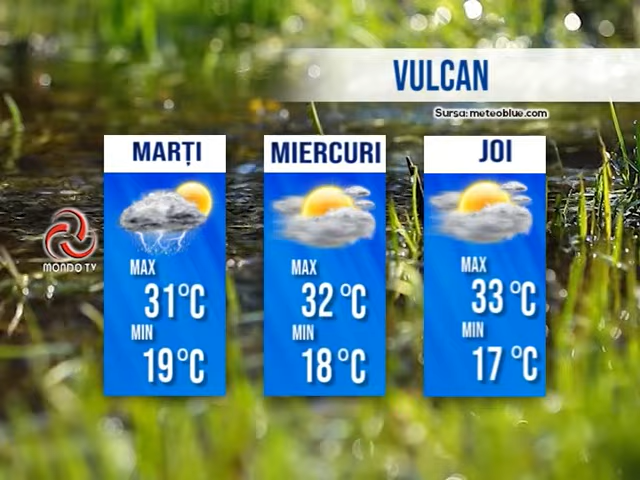 VULCAN
Sursa: meteoblue.com
MARȚI
MAX
31°C
MIN
19°C
MIERCURI
MAX
32°C
MIN
18°C
JOI
MAX
33°C
MIN
17°C
MONDO TV